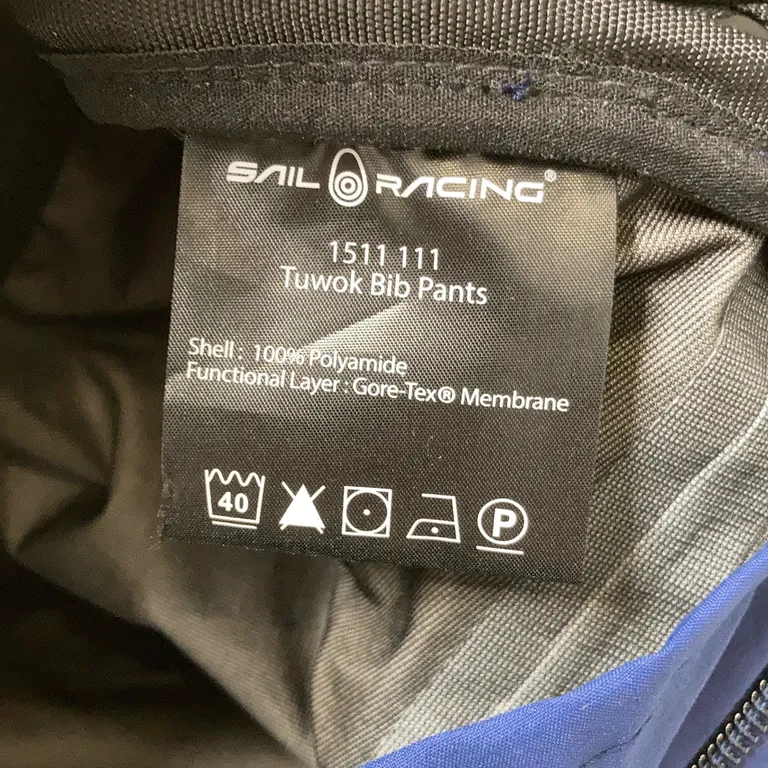 SAIL RACING®
1511 111
Tuwok Bib Pants
Shell : 100% Polyamide
Functional Layer : Gore-Tex® Membrane
40 P